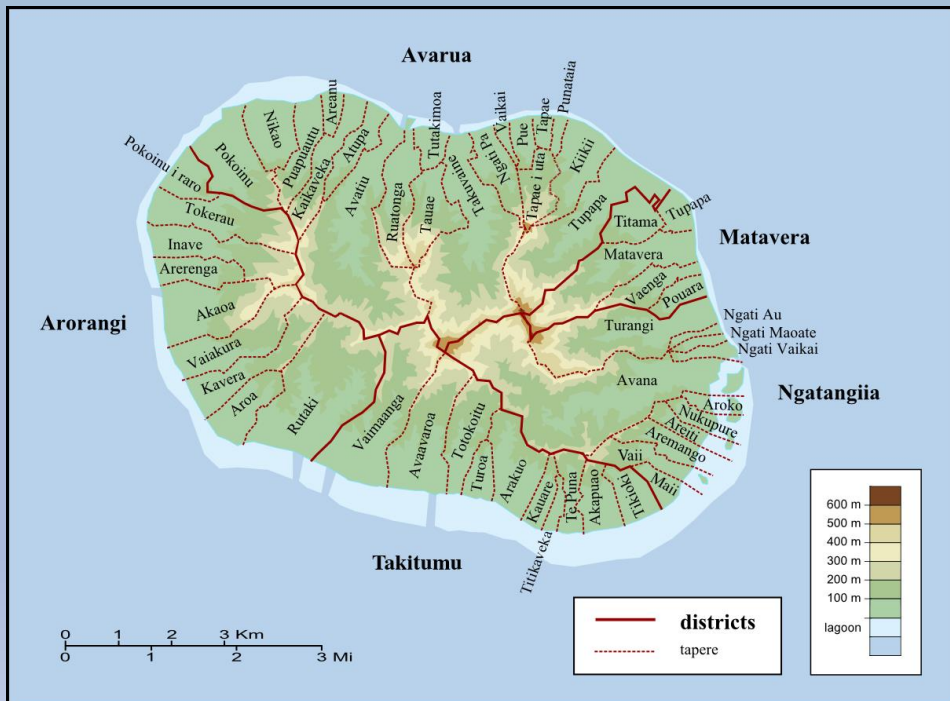 Avarua
Pokoinu i raro
Pokoinu
Nikao
Puapuautu
Areanu
Kaikaveka
Atupa
Avatiu
Ruatonga
Tutakimoa
Tauae
Takuvaine
Ngati Pa
Vaikai
Pue
Tapae
Punataia
Tapae i uta
Kiikii
Tupapa
Titama
Tupapa
Matavera
Matavera
Vaenga
Pouara
Turangi
Ngati Au
Ngati Maoate
Ngati Vaikai
Avana
Ngatangiia
Aroko
Nukupure
Areiti
Aremango
Vaii
Maii
Tokerau
Inave
Arerenga
Akaoa
Arorangi
Vaiakura
Kavera
Aroa
Rutaki
Vaimaanga
Avaavaroa
Totokoitu
Turoa
Arakuo
Kauare
Titikaveka
Te Puna
Akapuao
Tikioki
Takitumu
0 1 2 3 Km
0 1 2 3 Mi
districts
tapere
600 m
500 m
400 m
300 m
200 m
100 m
lagoon